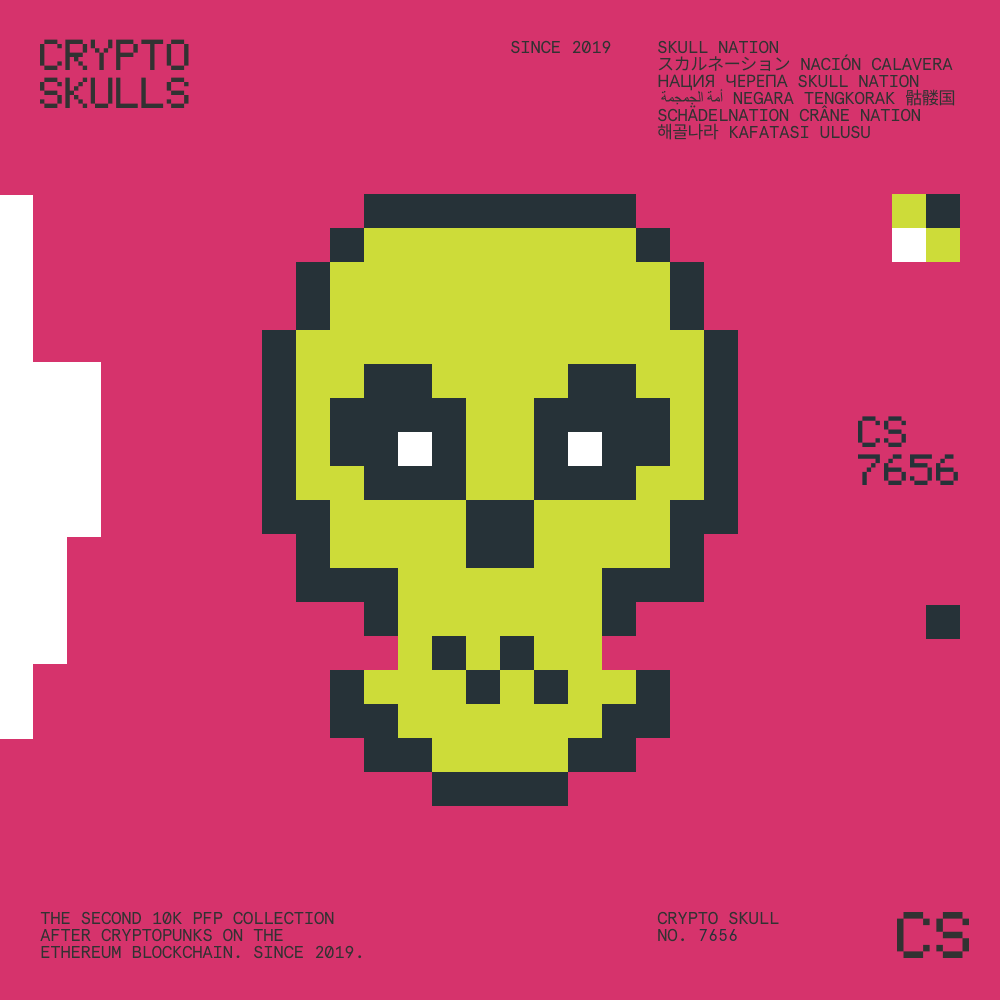 CRYPTO
SKULLS
SINCE 2019
SKULL NATION
スカルネーション NACIÓN CALAVERA
НАЦИЯ ЧЕРЕПА SKULL NATION
أمة الجمجمة NEGARA TENGKORAK 骷髅国
SCHÄDELNATION CRÂNE NATION
해골나라 KAFATASI ULUSU
CS
7656
THE SECOND 10K PFP COLLECTION
AFTER CRYPTOPUNKS ON THE
ETHEREUM BLOCKCHAIN. SINCE 2019.
CRYPTO SKULL
NO. 7656
CS